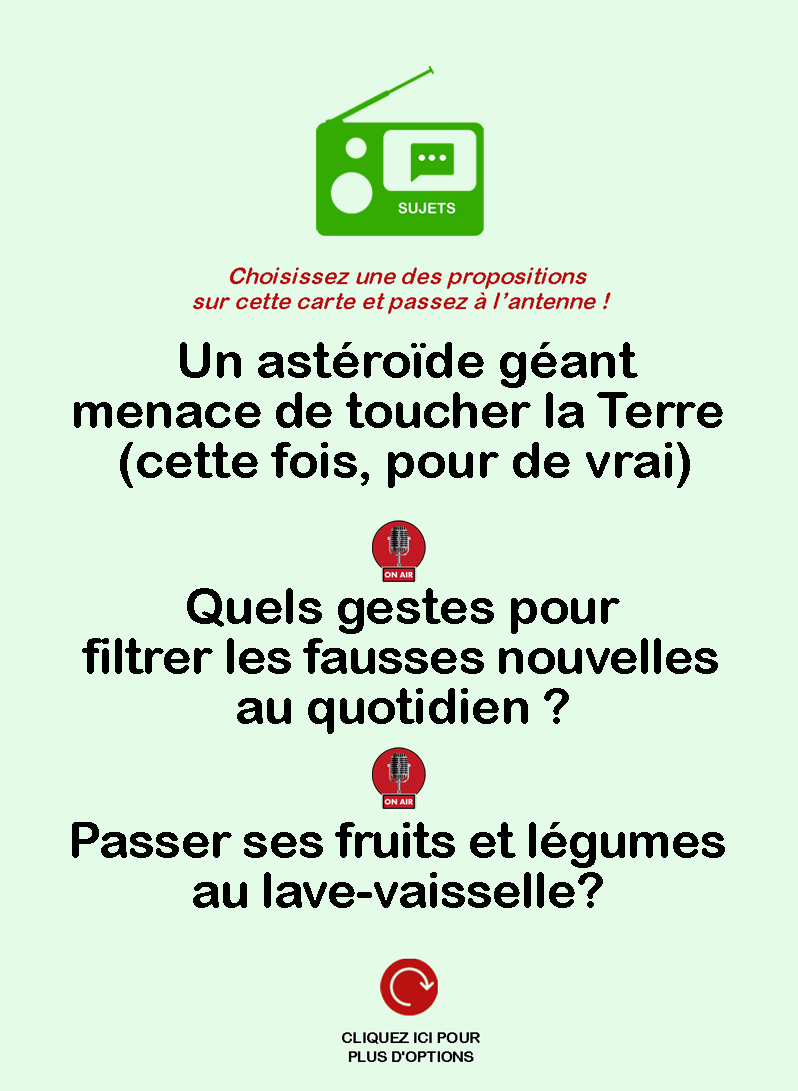 SUJETS
Choisissez une des propositions
sur cette carte et passez à l’antenne !
Un astéroïde géant
menace de toucher la Terre
(cette fois, pour de vrai)
ON AIR
Quels gestes pour
filtrer les fausses nouvelles
au quotidien ?
ON AIR
Passer ses fruits et légumes
au lave-vaisselle?
CLIQUEZ ICI POUR
PLUS D'OPTIONS